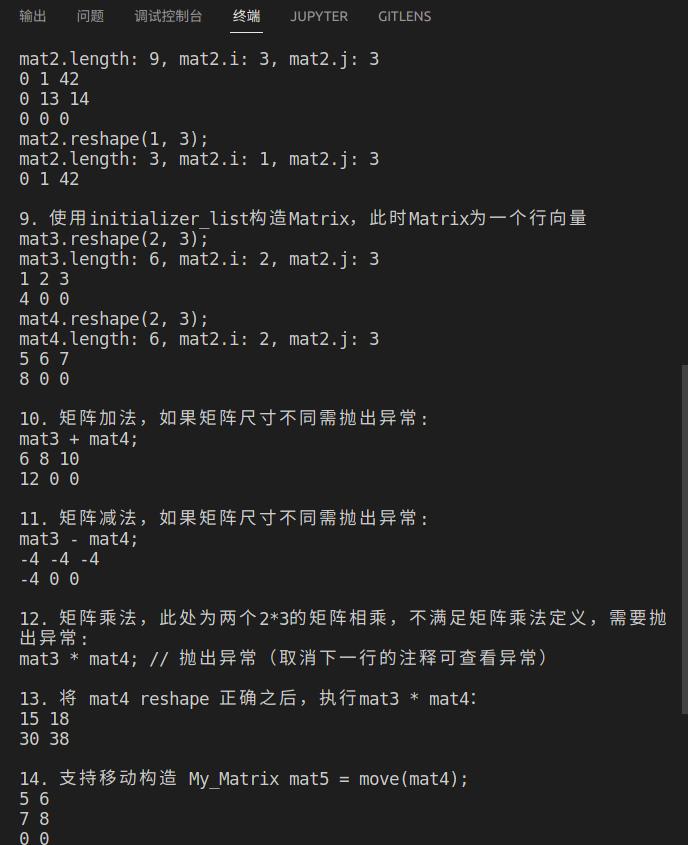 输出 问题 调试控制台 终端 JUPYTER GITLENS
mat2.length: 9, mat2.i: 3, mat2.j: 3
0 1 42
0 13 14
0 0 0
mat2.reshape(1, 3);
mat2.length: 3, mat2.i: 1, mat2.j: 3
0 1 42
9. 使用initializer_list构造Matrix，此时Matrix为一个行向量
mat3.reshape(2, 3);
mat3.length: 6, mat2.i: 2, mat2.j: 3
1 2 3
4 0 0
mat4.reshape(2, 3);
mat4.length: 6, mat2.i: 2, mat2.j: 3
5 6 7
8 0 0
10. 矩阵加法，如果矩阵尺寸不同需抛出异常:
mat3 + mat4;
6 8 10
12 0 0
11. 矩阵减法，如果矩阵尺寸不同需抛出异常:
mat3 - mat4;
-4 -4 -4
-4 0 0
12. 矩阵乘法，此处为两个2*3的矩阵相乘，不满足矩阵乘法定义，需要抛
出异常:
mat3 * mat4; // 抛出异常（取消下一行的注释可查看异常）
13. 将 mat4 reshape 正确之后，执行mat3 * mat4：
15 18
30 38
14. 支持移动构造 My_Matrix mat5 = move(mat4);
5 6
7 8
0 0